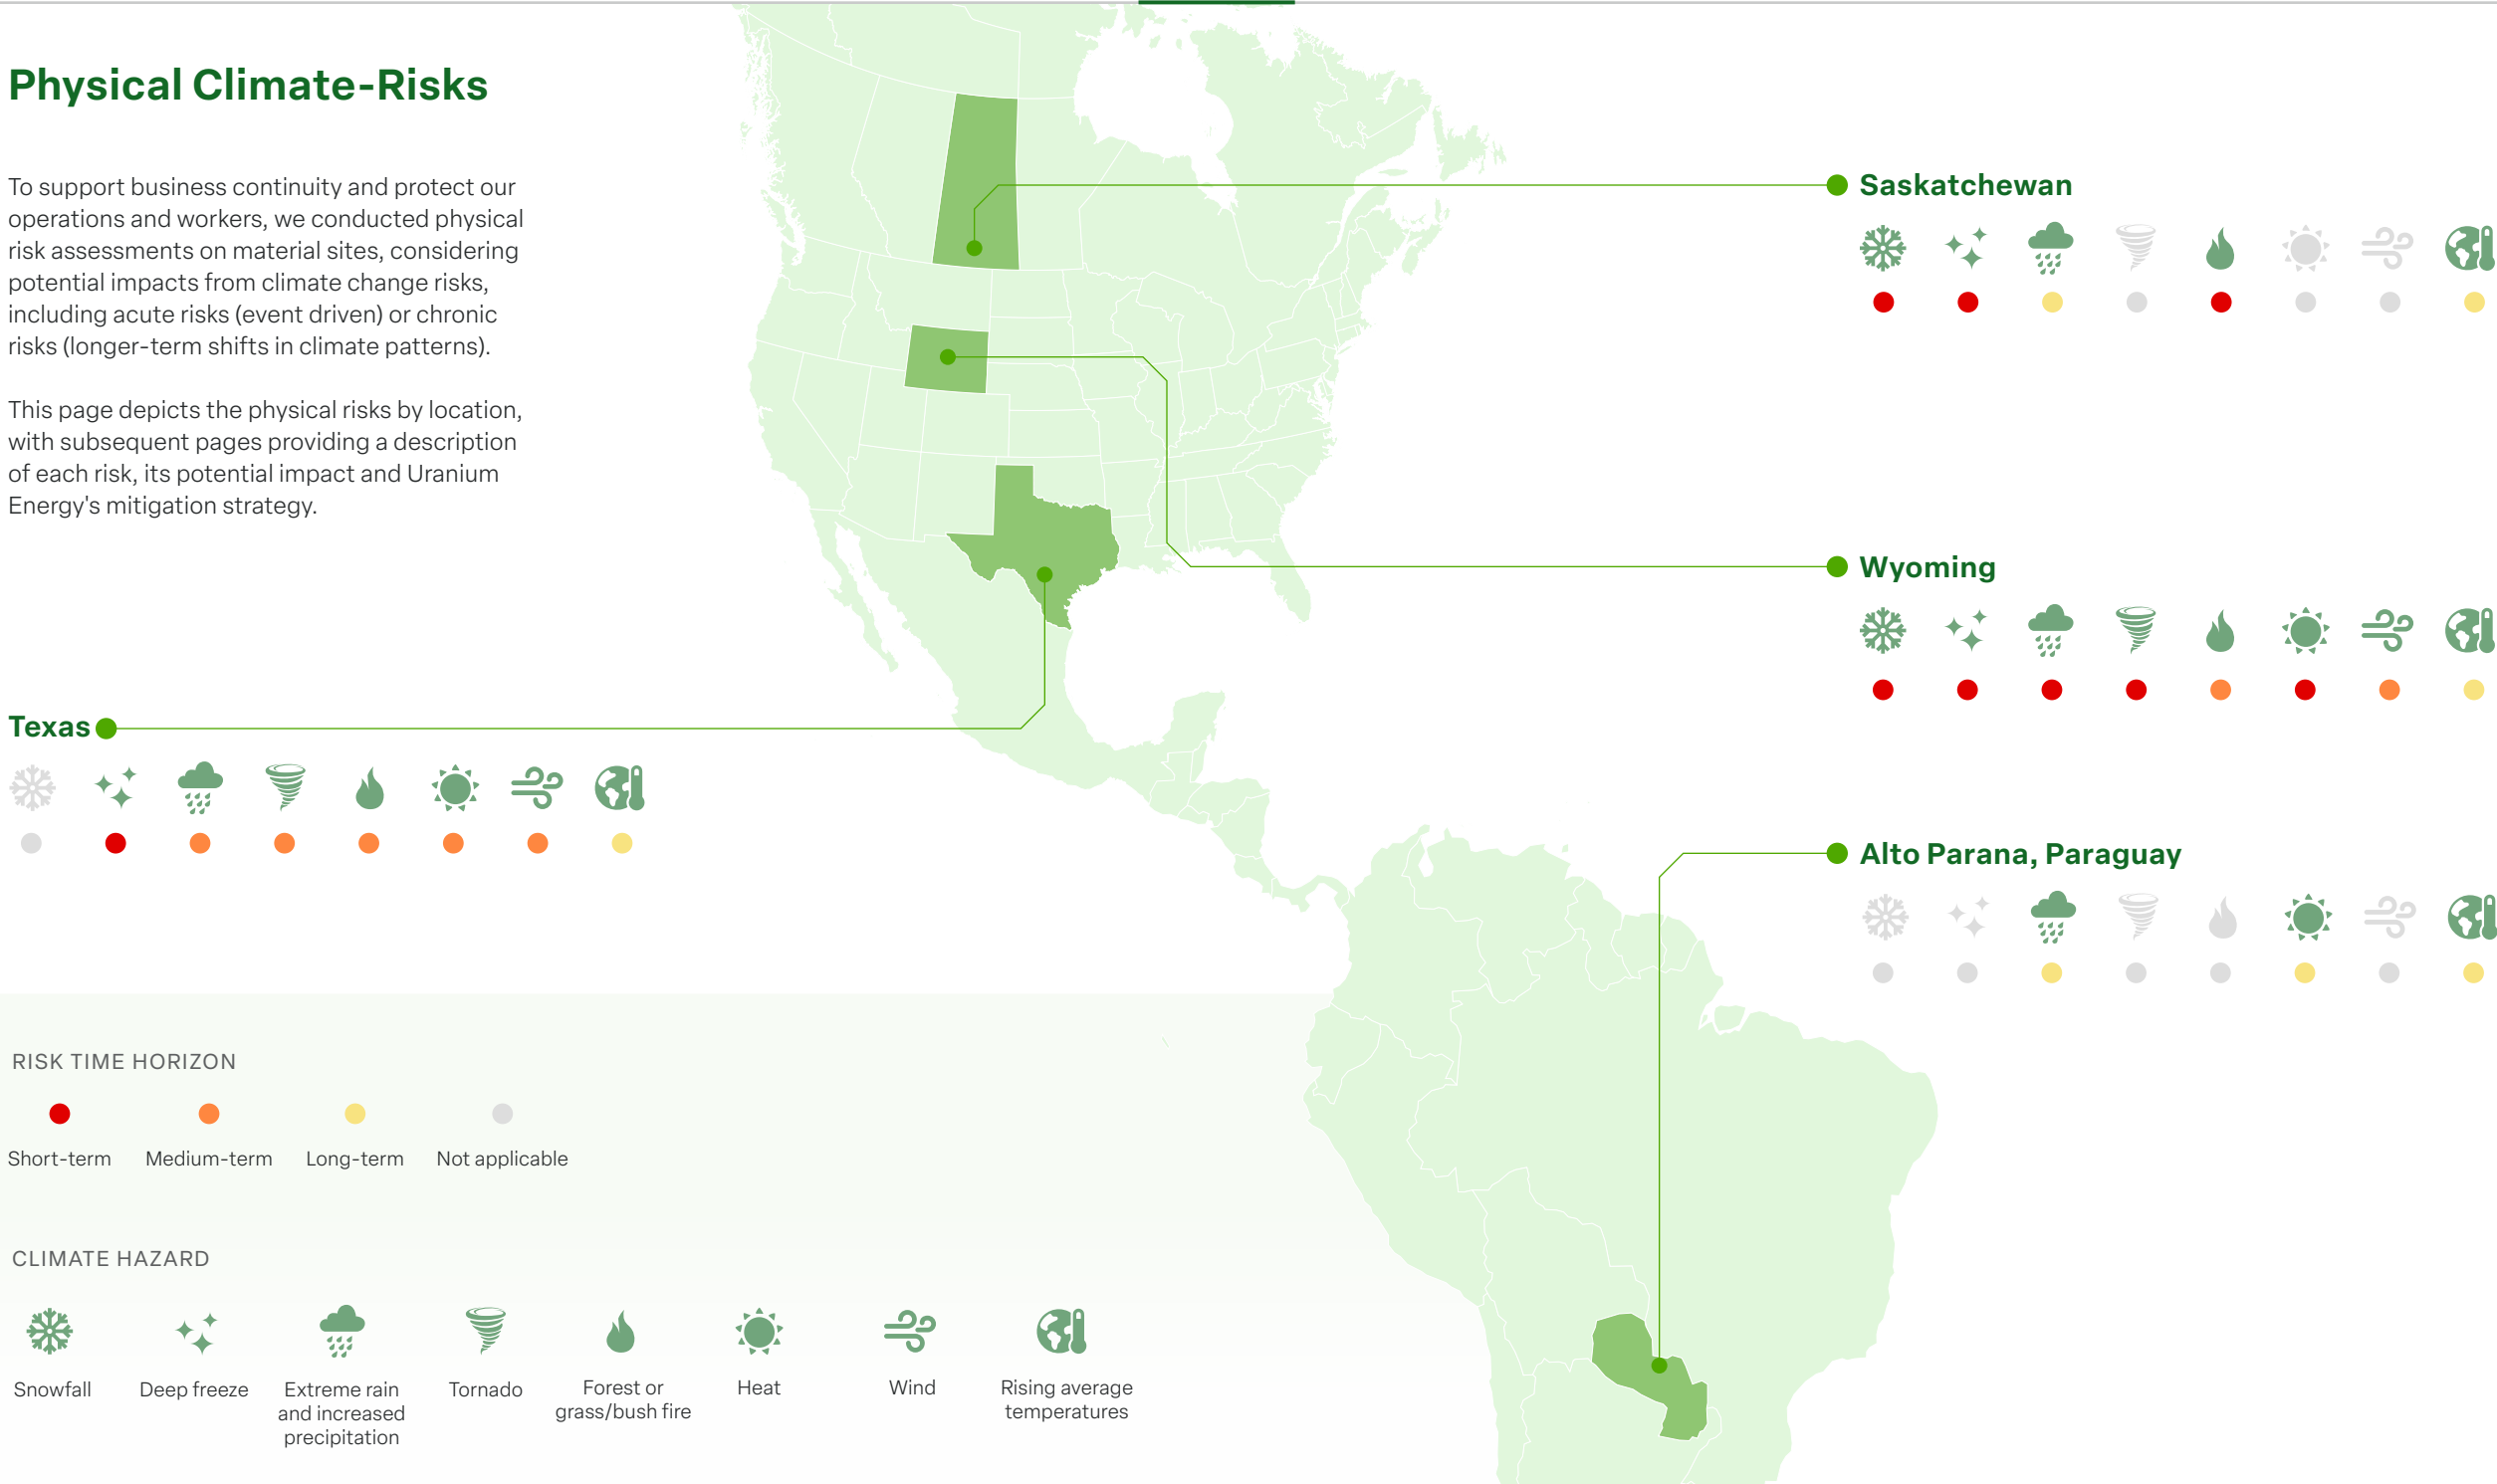 Physical Climate-Risks
To support business continuity and protect our
operations and workers, we conducted physical
risk assessments on material sites, considering
potential impacts from climate change risks,
including acute risks (event driven) or chronic
risks (longer-term shifts in climate patterns).
This page depicts the physical risks by location,
with subsequent pages providing a description
of each risk, its potential impact and Uranium
Energy's mitigation strategy.
Saskatchewan
Wyoming
Texas
Alto Parana, Paraguay
RISK TIME HORIZON
Short-term
Medium-term
Long-term
Not applicable
CLIMATE HAZARD
Snowfall
Deep freeze
Extreme rain
and increased
precipitation
Tornado
Forest or
grass/bush fire
Heat
Wind
Rising average
temperatures